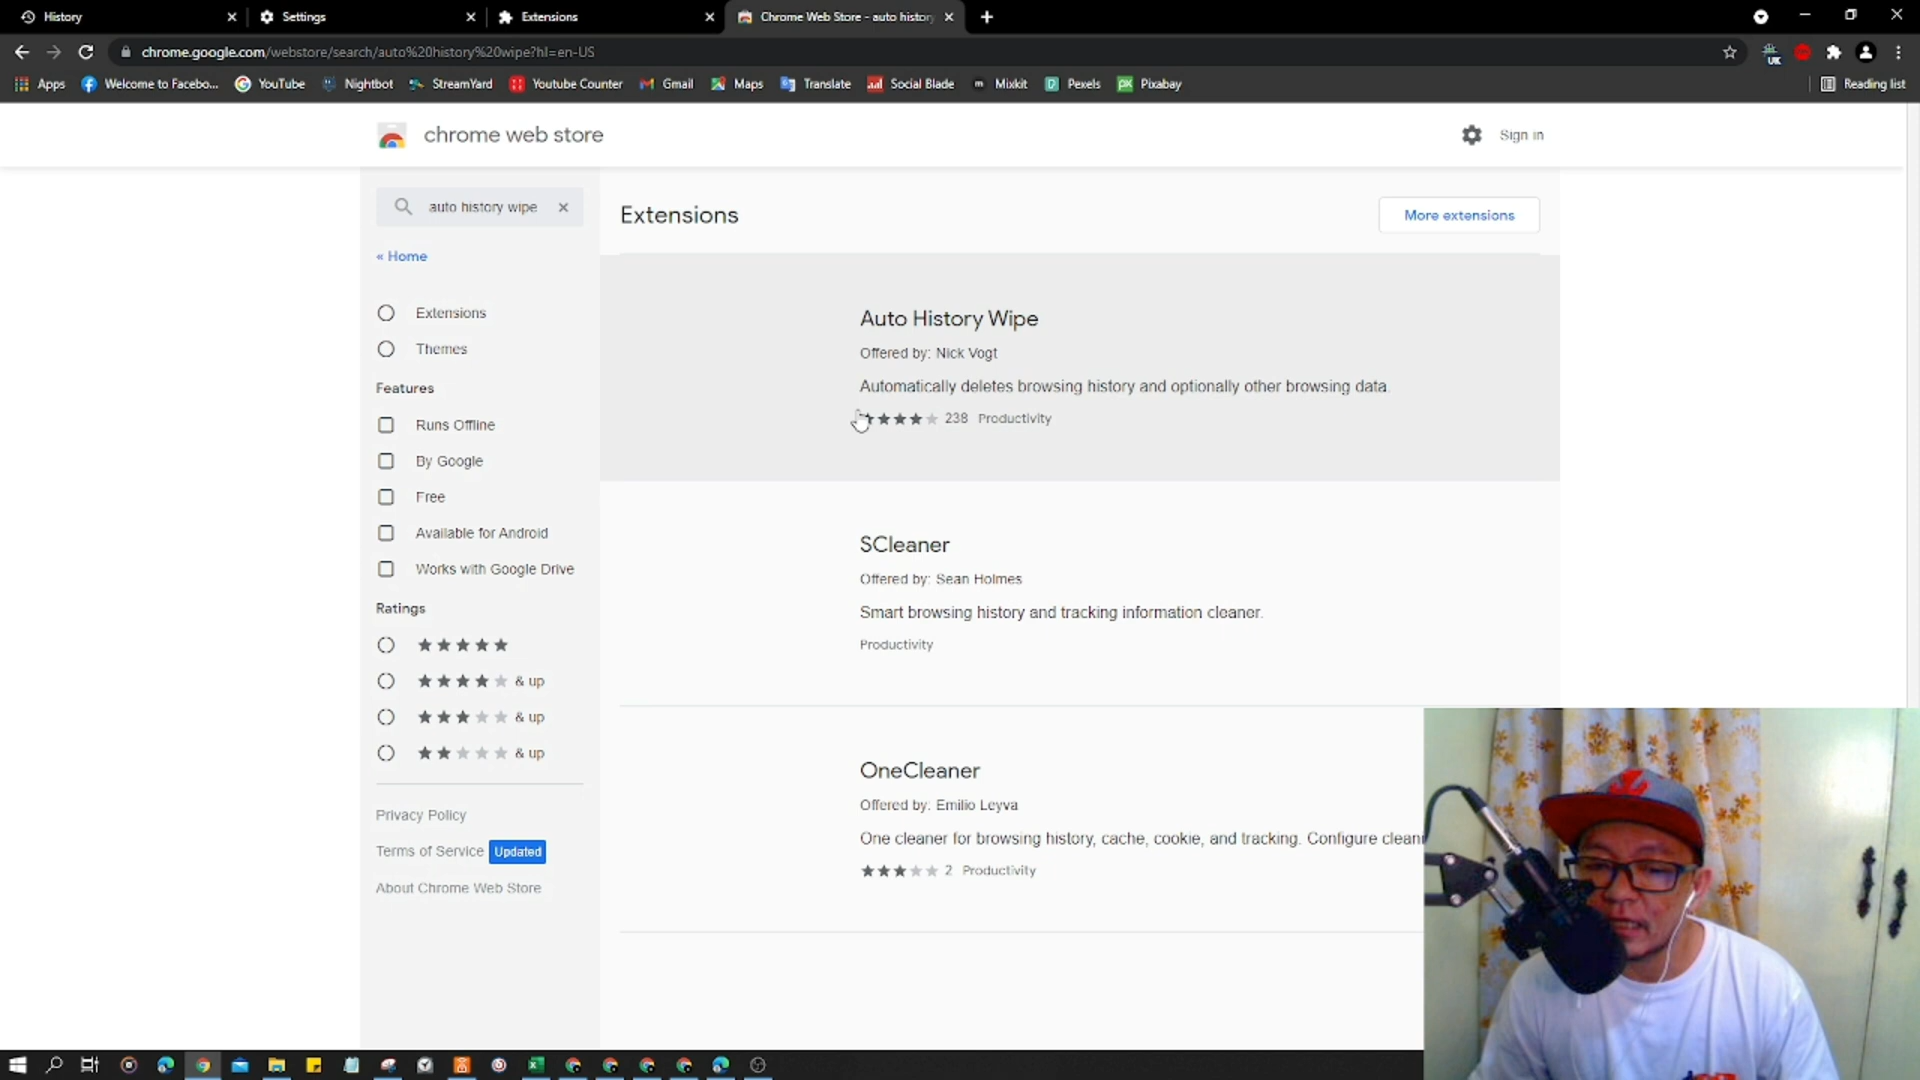 History
Settings
Extensions
Chrome Web Store - auto history
chrome.google.com/webstore/search/auto%20history%20wipe?hl=en-US
UK
Apps
Welcome to Facebo...
YouTube
Nightbot
StreamYard
Youtube Counter
Gmail
Maps
Translate
Social Blade
Mixkit
Pexels
Pixabay
Reading list
chrome web store
Sign in
auto history wipe
« Home
Extensions
Themes
Features
Runs Offline
By Google
Free
Available for Android
Works with Google Drive
Ratings
& up
& up
& up
Privacy Policy
Terms of Service Updated
About Chrome Web Store
Extensions
More extensions
Auto History Wipe
Offered by: Nick Vogt
Automatically deletes browsing history and optionally other browsing data.
238 Productivity
SCleaner
Offered by: Sean Holmes
Smart browsing history and tracking information cleaner.
Productivity
OneCleaner
Offered by: Emilio Leyva
One cleaner for browsing history, cache, cookie, and tracking. Configure
2 Productivity